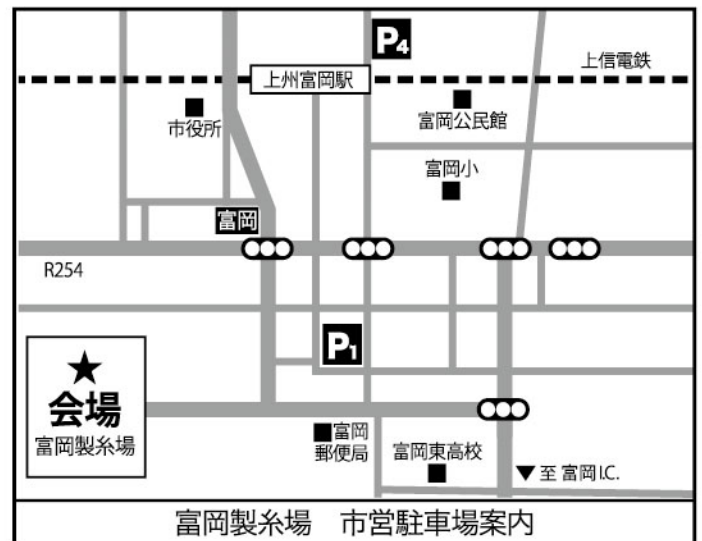 P4
上信電鉄
上州富岡駅
市役所
富岡公民館
富岡小
富岡
R254
P1
★
会場
富岡製糸場
富岡
郵便局
富岡東高校
▼至 富岡I.C.
富岡製糸場　市営駐車場案内